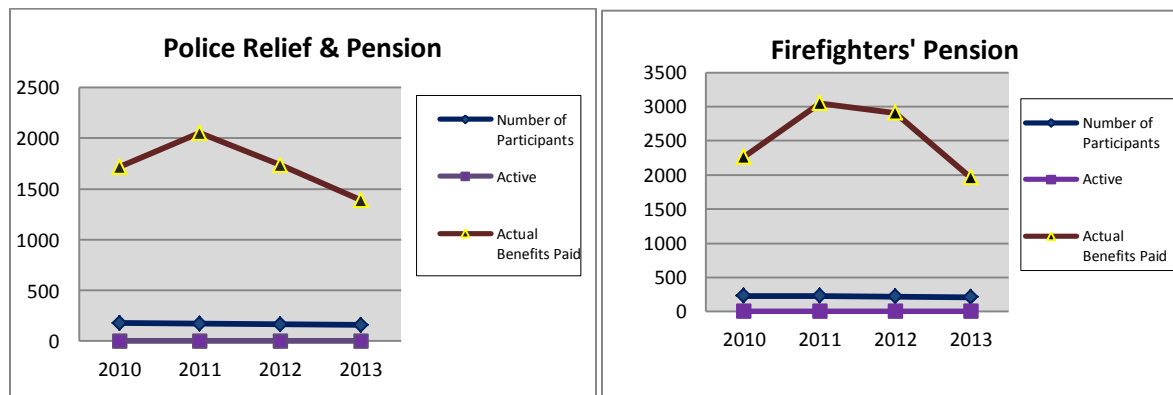 Police Relief & Pension
2500
2000
1500
1000
500
0
2010 2011 2012 2013
Number of
Participants
Active
Actual
Benefits Paid
Firefighters' Pension
3500
3000
2500
2000
1500
1000
500
0
2010 2011 2012 2013
Number of
Participants
Active
Actual
Benefits Paid